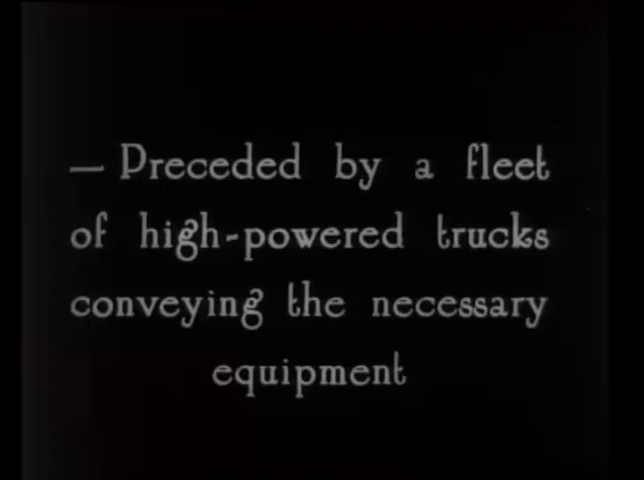 — Preceded by a fleet
of high-powered trucks
conveying the necessary
equipment